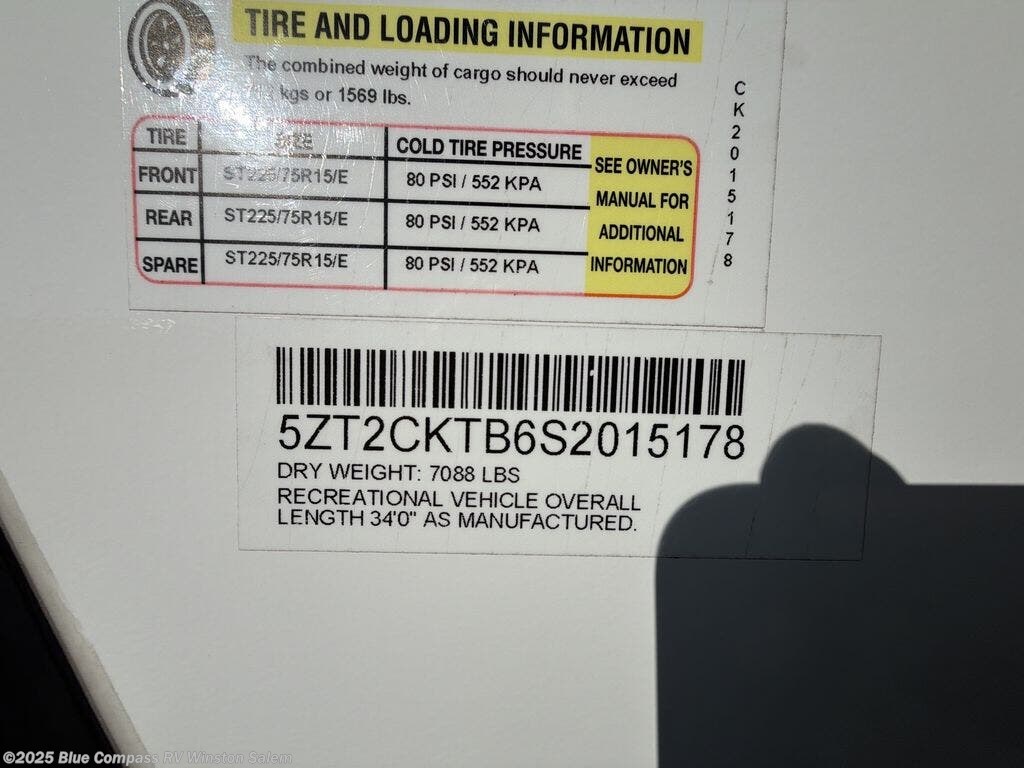 TIRE AND LOADING INFORMATION
The combined weight of cargo should never exceed
kgs or 1569 lbs.
TIRE SIZE COLD TIRE PRESSURE SEE OWNER'S MANUAL FOR ADDITIONAL INFORMATION
FRONT ST225/75R15/E 80 PSI / 552 KPA
REAR ST225/75R15/E 80 PSI / 552 KPA
SPARE ST225/75R15/E 80 PSI / 552 KPA
CK2015178
5ZT2CKTB6S2015178
DRY WEIGHT: 7088 LBS
RECREATIONAL VEHICLE OVERALL
LENGTH 34'0" AS MANUFACTURED.
©2025 Blue Compass RV Winston Salem